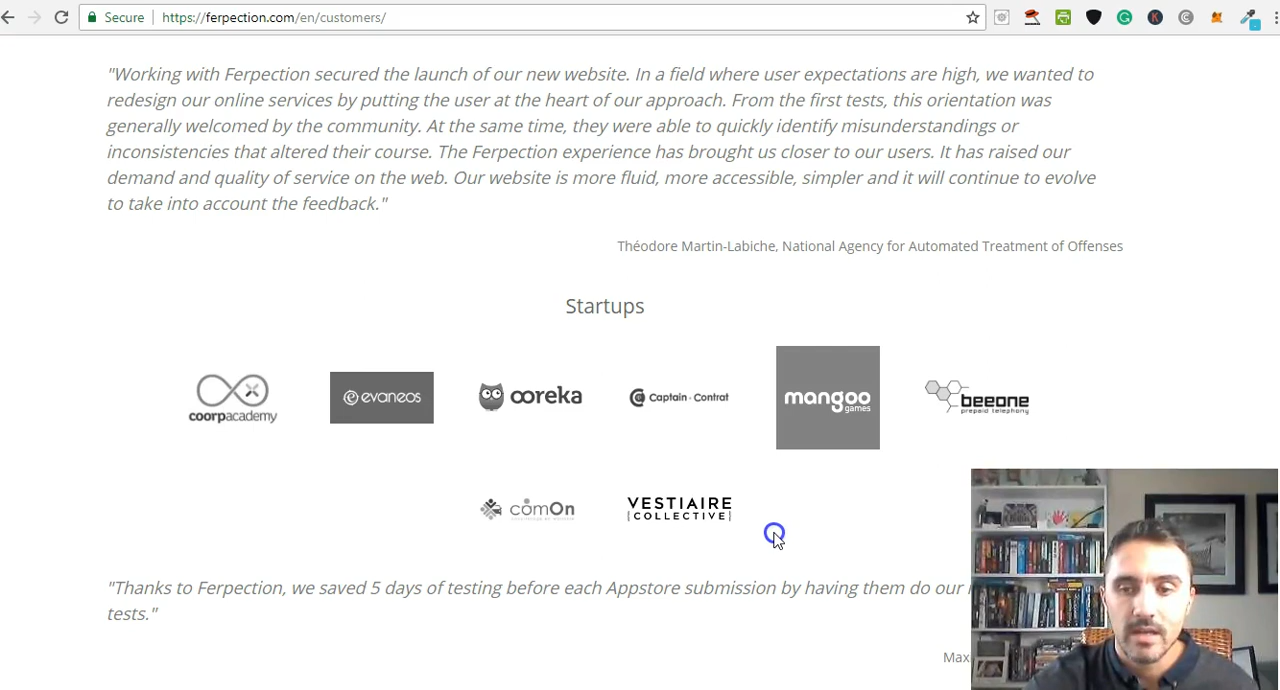 Secure https://ferpection.com/en/customers/
"Working with Ferpection secured the launch of our new website. In a field where user expectations are high, we wanted to
redesign our online services by putting the user at the heart of our approach. From the first tests, this orientation was
generally welcomed by the community. At the same time, they were able to quickly identify misunderstandings or
inconsistencies that altered their course. The Ferpection experience has brought us closer to our users. It has raised our
demand and quality of service on the web. Our website is more fluid, more accessible, simpler and it will continue to evolve
to take into account the feedback."
Théodore Martin-Labiche, National Agency for Automated Treatment of Offenses
Startups
coorpacademy
evaneos
ooreka
Captain · Contrat
mangoo
games
beeone
prepaid telephony
comOn
VESTIAIRE
COLLECTIVE
"Thanks to Ferpection, we saved 5 days of testing before each Appstore submission by having them do our
tests."
Max